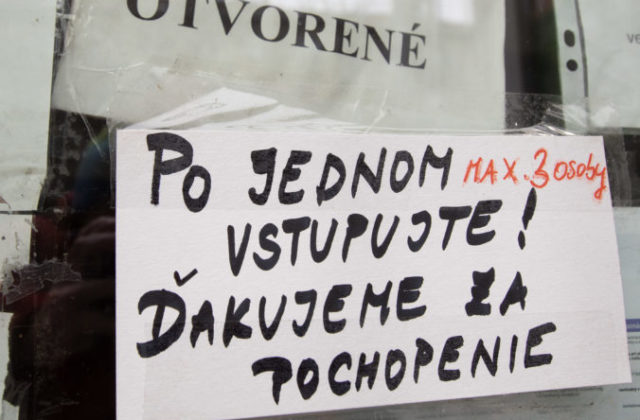 OTVORENÉ
PO JEDNOM MAX. 3 osoby
VSTUPUJTE!
ĎAKUJEME ZA
POCHOPENIE